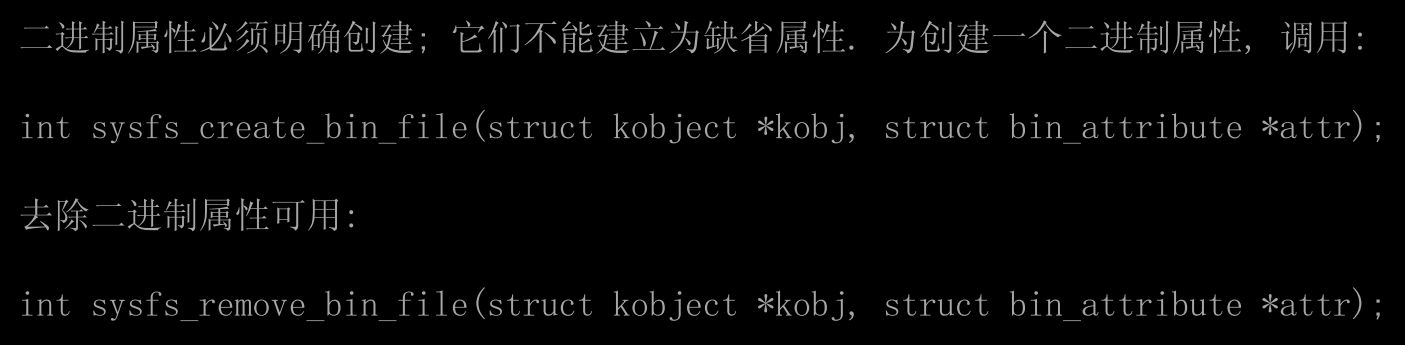 二进制属性必须明确创建; 它们不能建立为缺省属性. 为创建一个二进制属性, 调用:
int sysfs_create_bin_file(struct kobject *kobj, struct bin_attribute *attr);
去除二进制属性可用:
int sysfs_remove_bin_file(struct kobject *kobj, struct bin_attribute *attr);